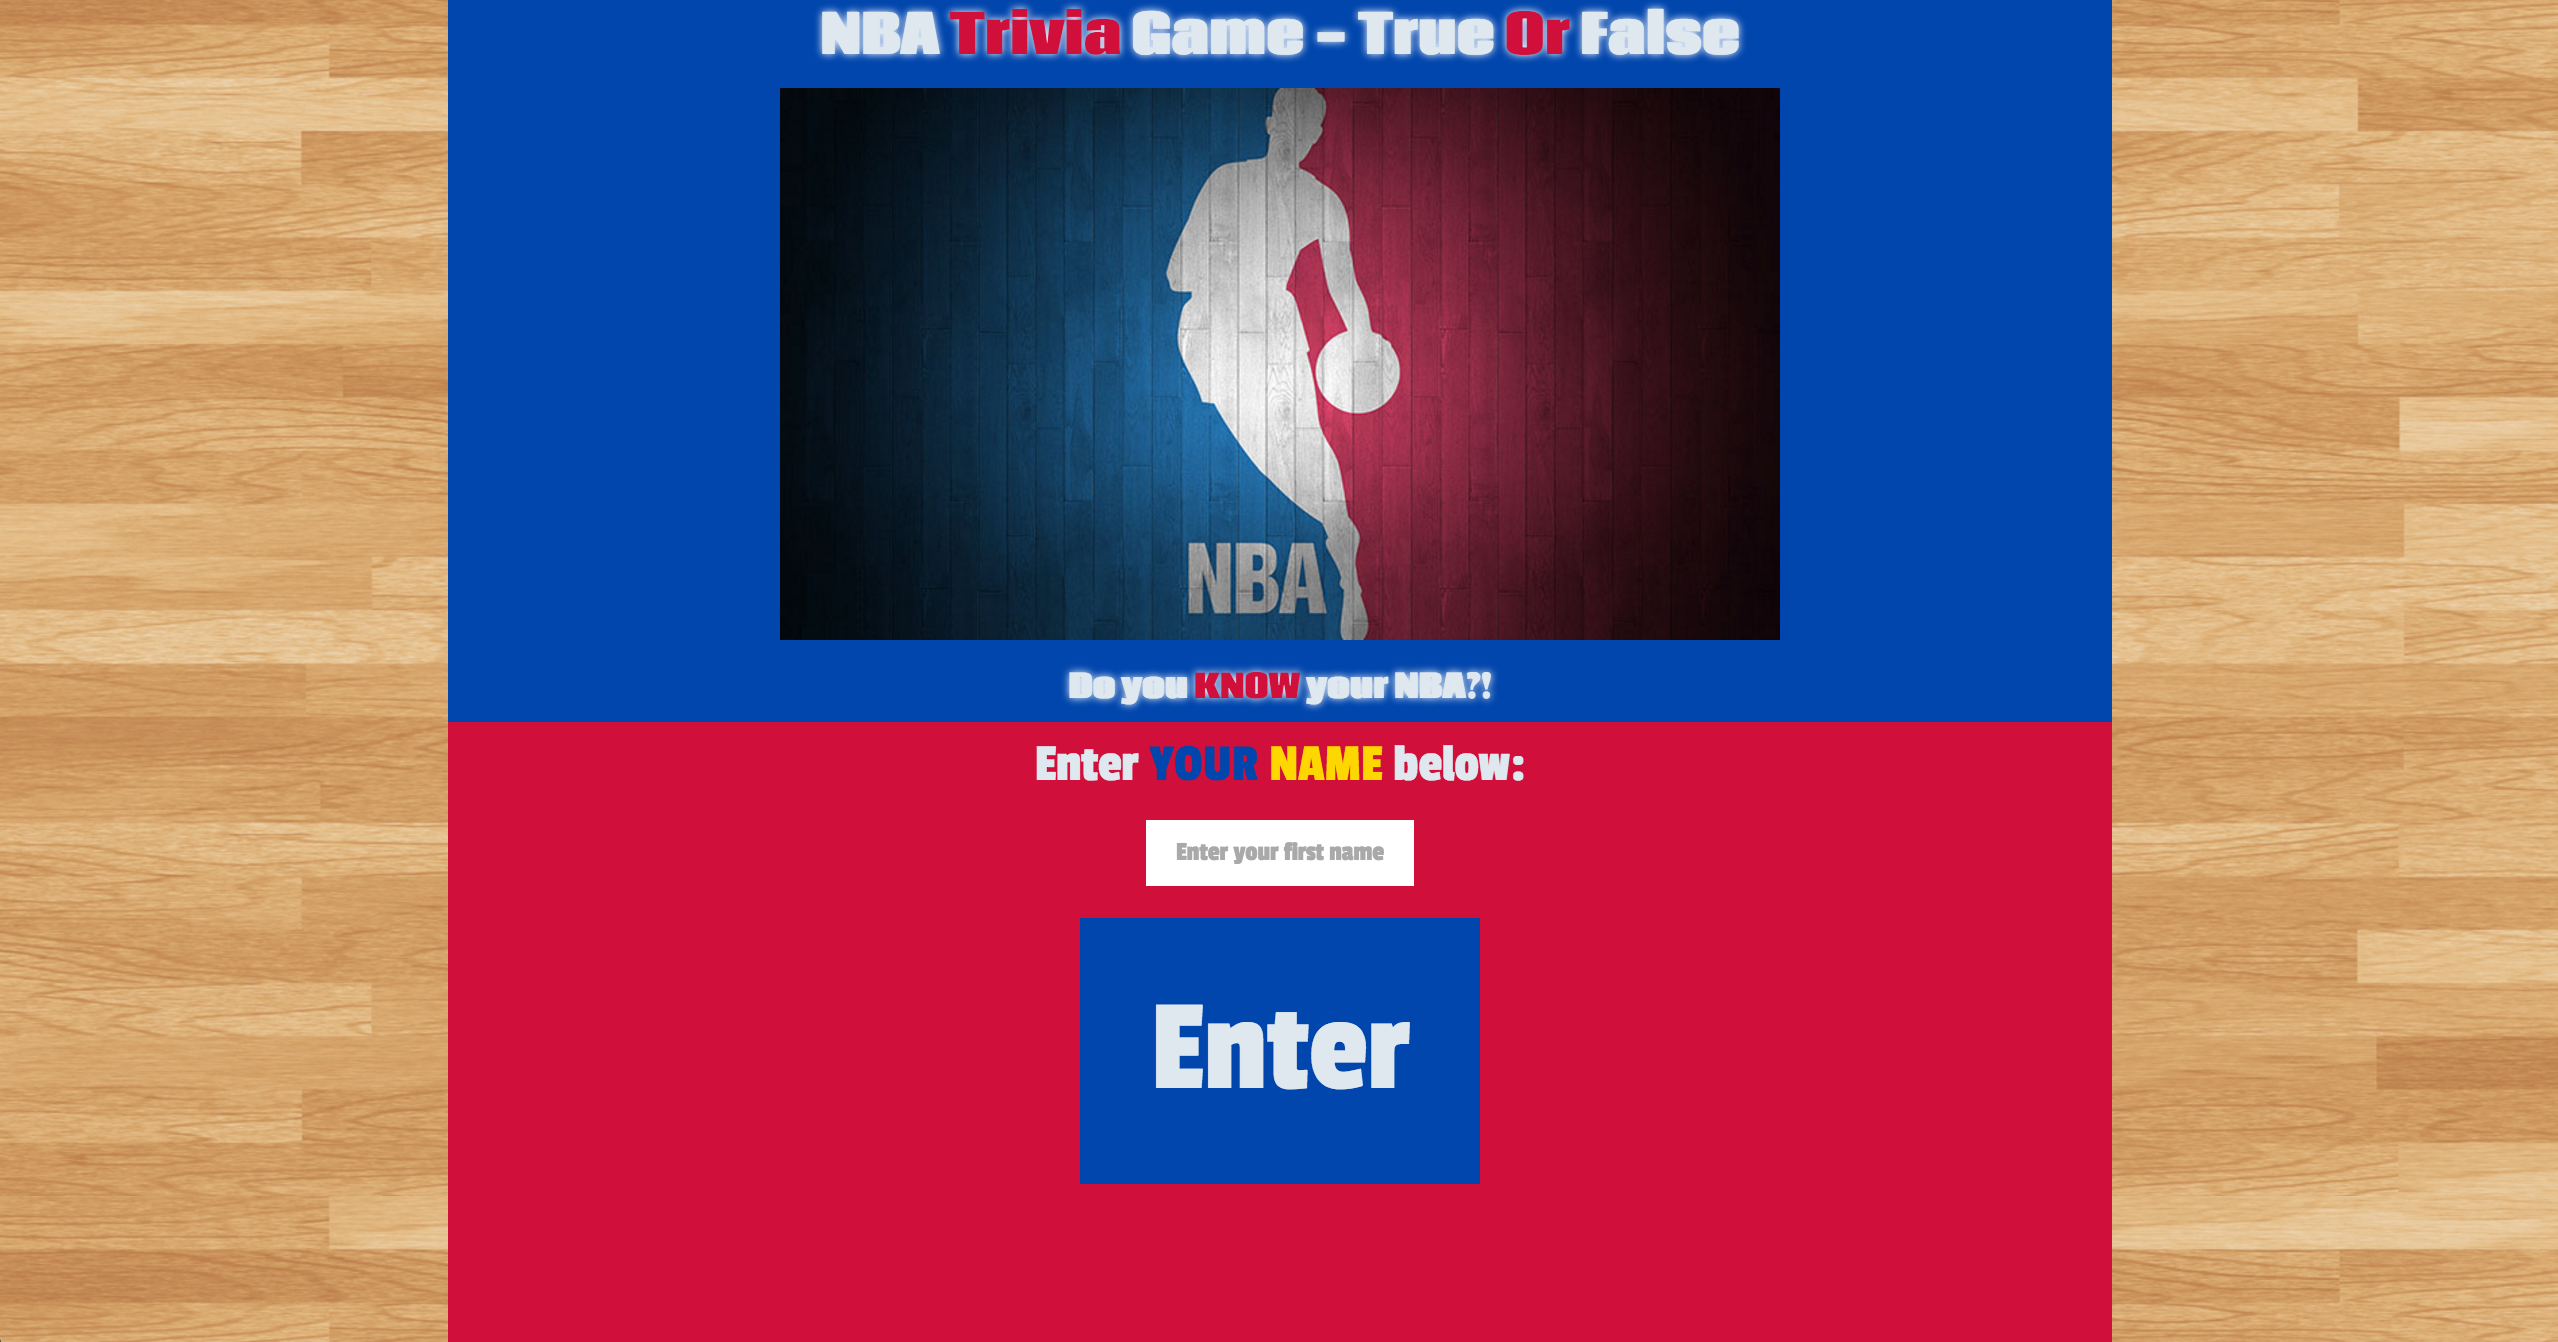 NBA Trivia Game - True Or False
NBA
Do you KNOW your NBA?!
Enter YOUR NAME below:
Enter your first name
Enter